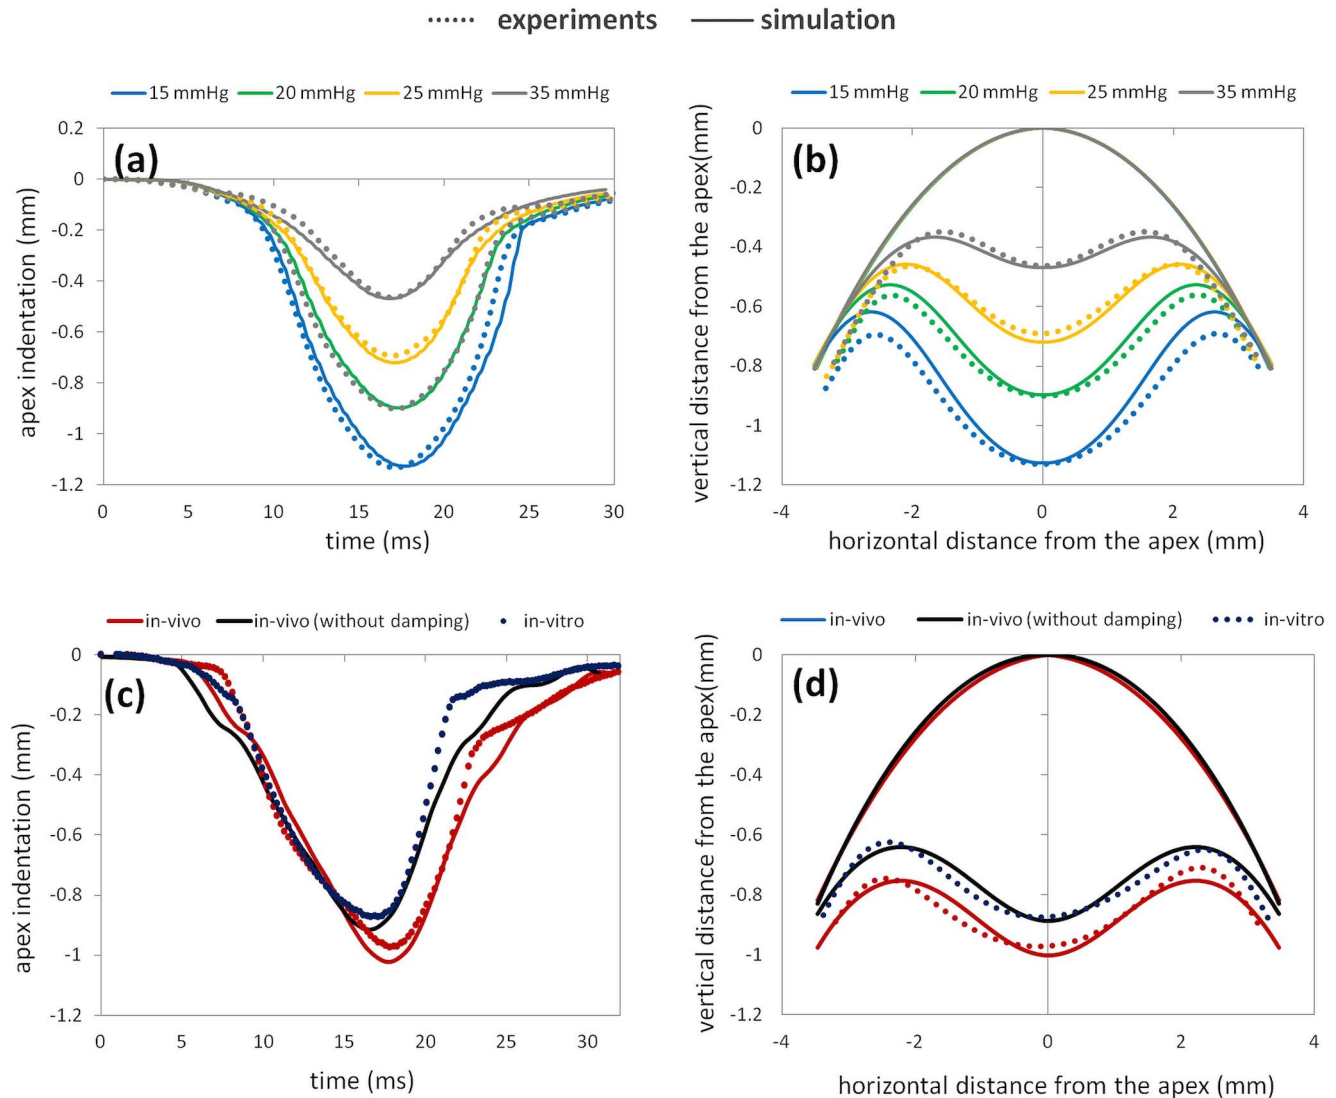 experiments simulation
15 mmHg 20 mmHg 25 mmHg 35 mmHg
(a)
apex indentation (mm)
0.2
0
-0.2
-0.4
-0.6
-0.8
-1
-1.2
0 5 10 15 20 25 30
time (ms)
15 mmHg 20 mmHg 25 mmHg 35 mmHg
(b)
vertical distance from the apex(mm)
0
-0.2
-0.4
-0.6
-0.8
-1
-1.2
-4 -2 0 2 4
horizontal distance from the apex (mm)
in-vivo in-vivo (without damping) in-vitro
(c)
apex indentation (mm)
0
-0.2
-0.4
-0.6
-0.8
-1
-1.2
0 5 10 15 20 25 30
time (ms)
in-vivo in-vivo (without damping) in-vitro
(d)
vertical distance from the apex(mm)
0
-0.2
-0.4
-0.6
-0.8
-1
-1.2
-4 -2 0 2 4
horizontal distance from the apex (mm)